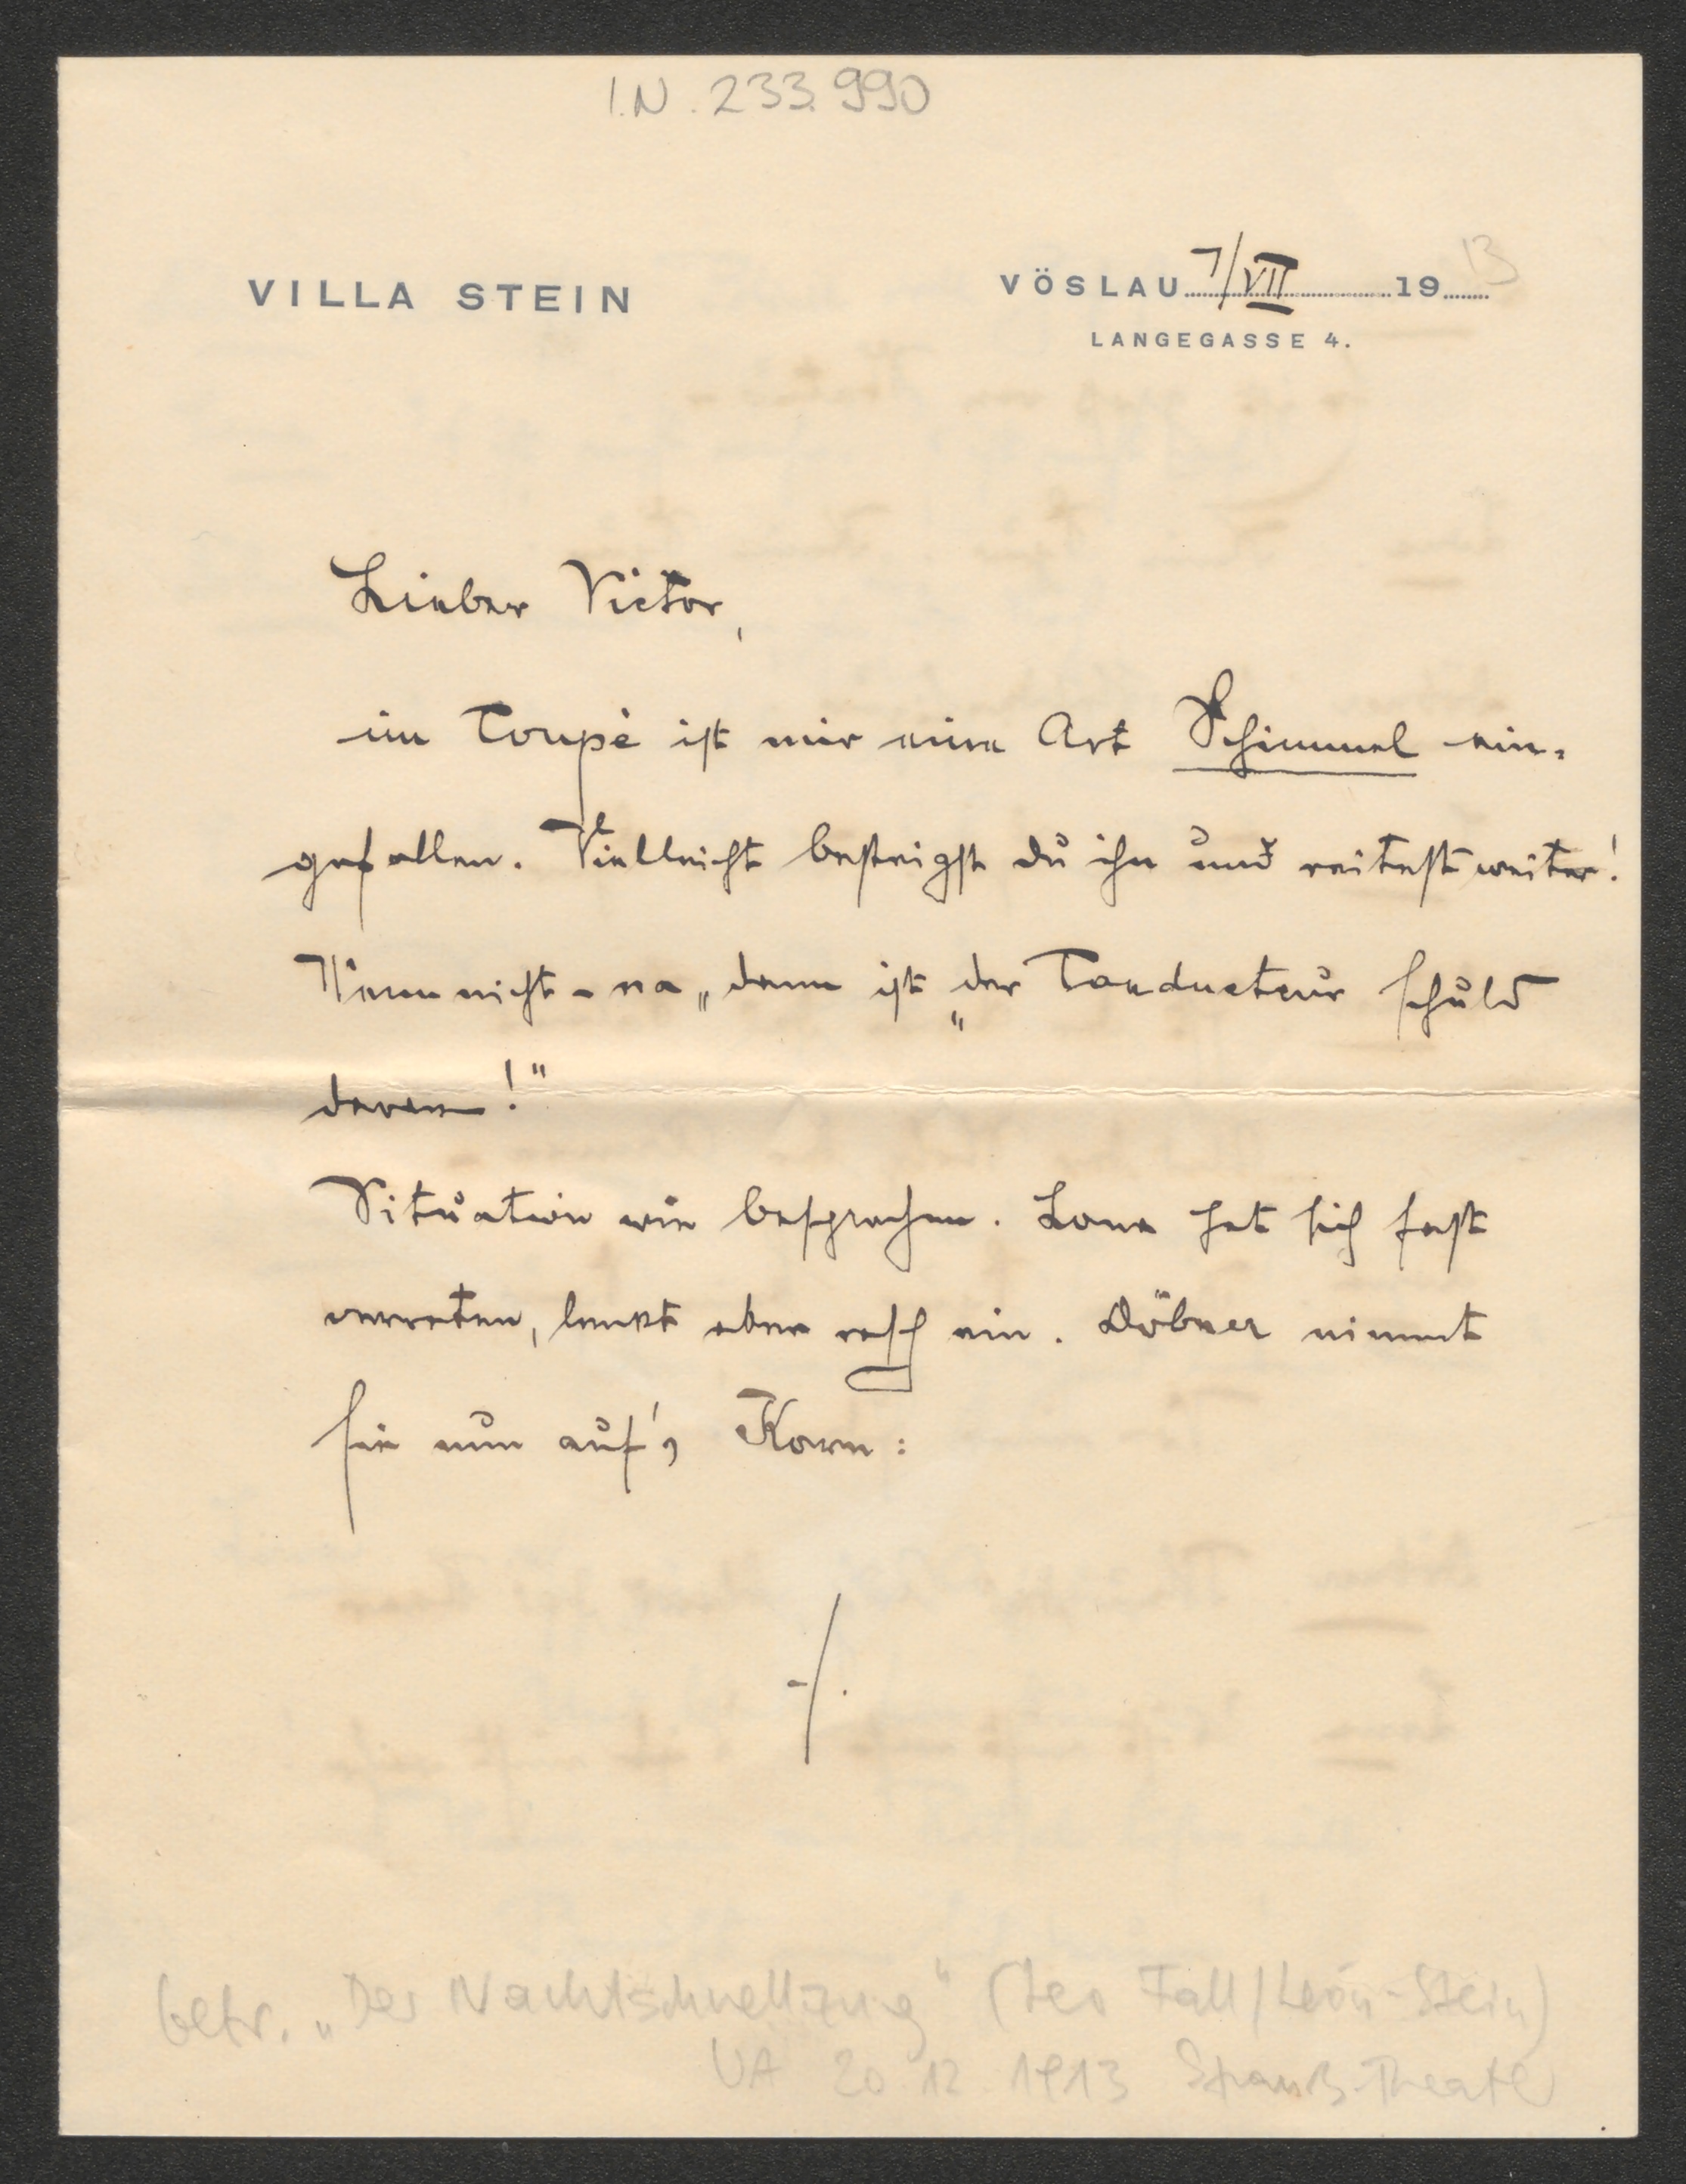 I.N. 233.990
VILLA STEIN
VÖSLAU 7/VII 1913
LANGEGASSE 4.
Lieber Victor,
im Coupé ist mir eine Art Schimmel ein-
gefallen. Vielleicht besteigst du ihn und reitest weiter!
Wenn nicht - na, „dann ist „der Conducteur schuld
daran!"
Situation wie besprochen. Lona hat sich fast
verraten, lenkt aber rasch ein. Döbner nimmt
sie nun auf's Korn:
-/.
betr. „Der Nachtschnellzug" (Leo Fall/Léon-Stein)
UA 20.12.1913 Strauß-Theater